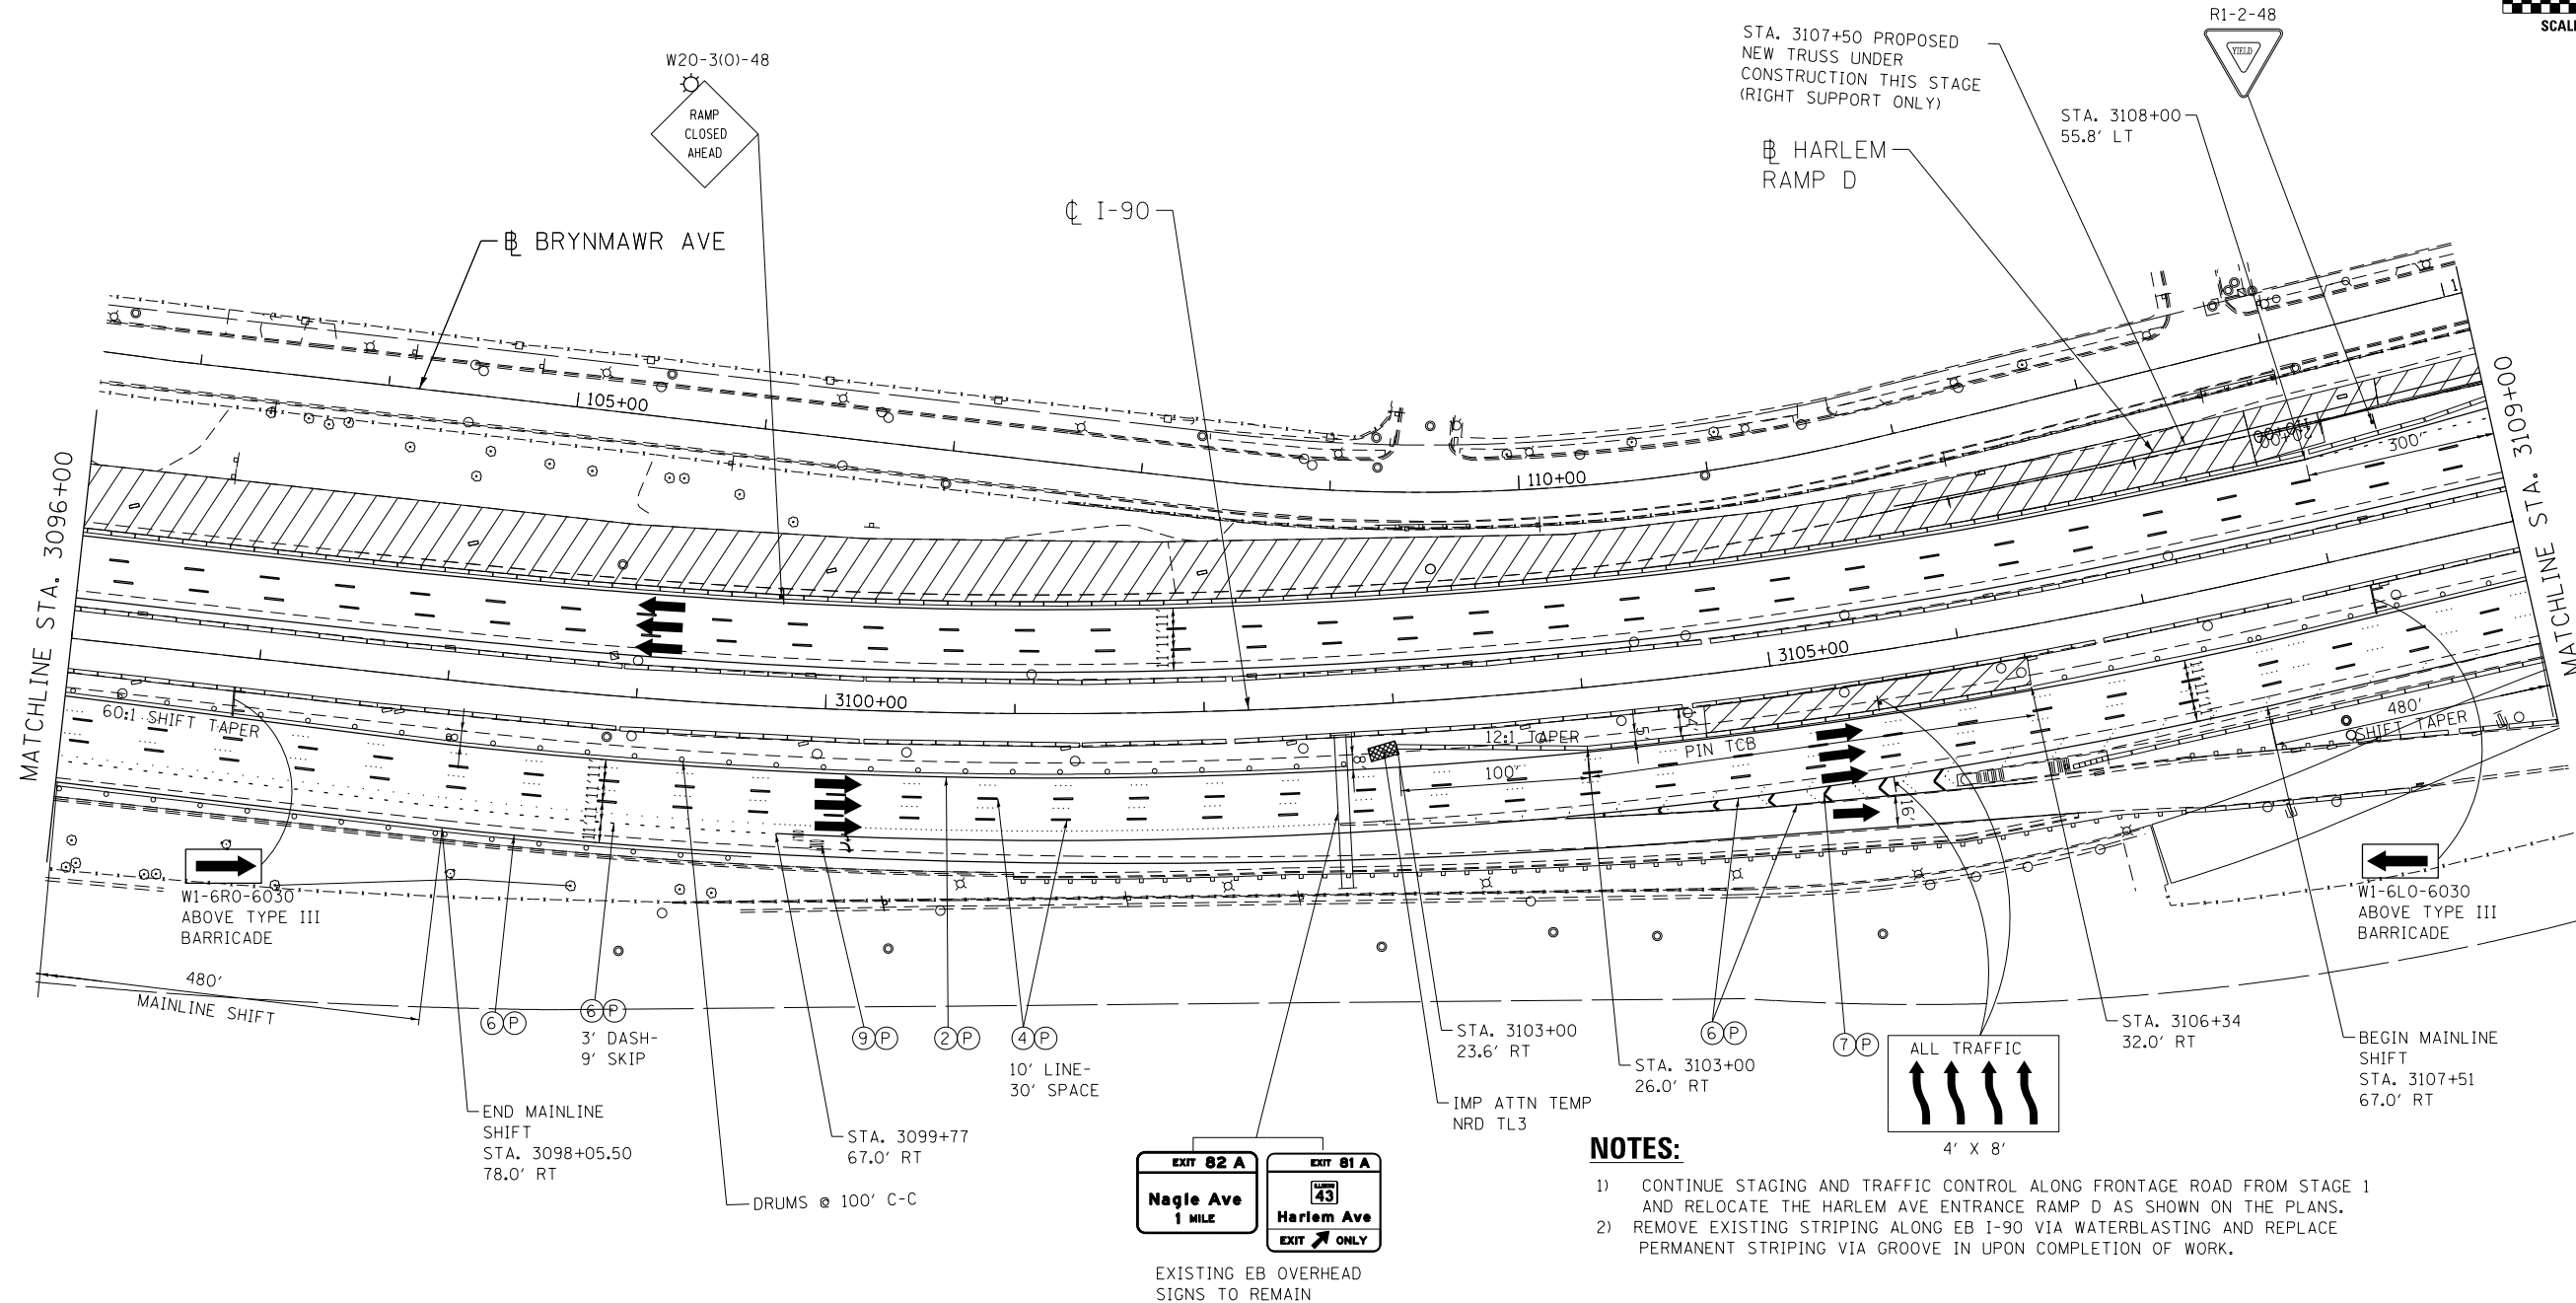 R1-2-48
YIELD
SCALE
STA. 3107+50 PROPOSED
NEW TRUSS UNDER
CONSTRUCTION THIS STAGE
(RIGHT SUPPORT ONLY)
W20-3(O)-48
RAMP
CLOSED
AHEAD
STA. 3108+00
55.8' LT
HARLEM
RAMP D
I-90
BRYNMAWR AVE
105+00
110+00
300'
MATCHLINE STA. 3096+00
MATCHLINE STA. 3109+00
3105+00
3100+00
60:1 SHIFT TAPER
12:1 TAPER
PIN TCB
100'
16'
480'
SHIFT TAPER
W1-6RO-6030
ABOVE TYPE III
BARRICADE
W1-6LO-6030
ABOVE TYPE III
BARRICADE
480'
MAINLINE SHIFT
6 P
6 P
3' DASH-
9' SKIP
9 P
2 P
4 P
10' LINE-
30' SPACE
STA. 3103+00
23.6' RT
6 P
7 P
STA. 3103+00
26.0' RT
STA. 3106+34
32.0' RT
BEGIN MAINLINE
SHIFT
STA. 3107+51
67.0' RT
ALL TRAFFIC
4' X 8'
IMP ATTN TEMP
NRD TL3
END MAINLINE
SHIFT
STA. 3098+05.50
78.0' RT
STA. 3099+77
67.0' RT
DRUMS @ 100' C-C
EXIT 82 A
Nagle Ave
1 MILE
EXIT 81 A
ILLINOIS
43
Harlem Ave
EXIT ONLY
EXISTING EB OVERHEAD
SIGNS TO REMAIN
NOTES:
1) CONTINUE STAGING AND TRAFFIC CONTROL ALONG FRONTAGE ROAD FROM STAGE 1
AND RELOCATE THE HARLEM AVE ENTRANCE RAMP D AS SHOWN ON THE PLANS.
2) REMOVE EXISTING STRIPING ALONG EB I-90 VIA WATERBLASTING AND REPLACE
PERMANENT STRIPING VIA GROOVE IN UPON COMPLETION OF WORK.